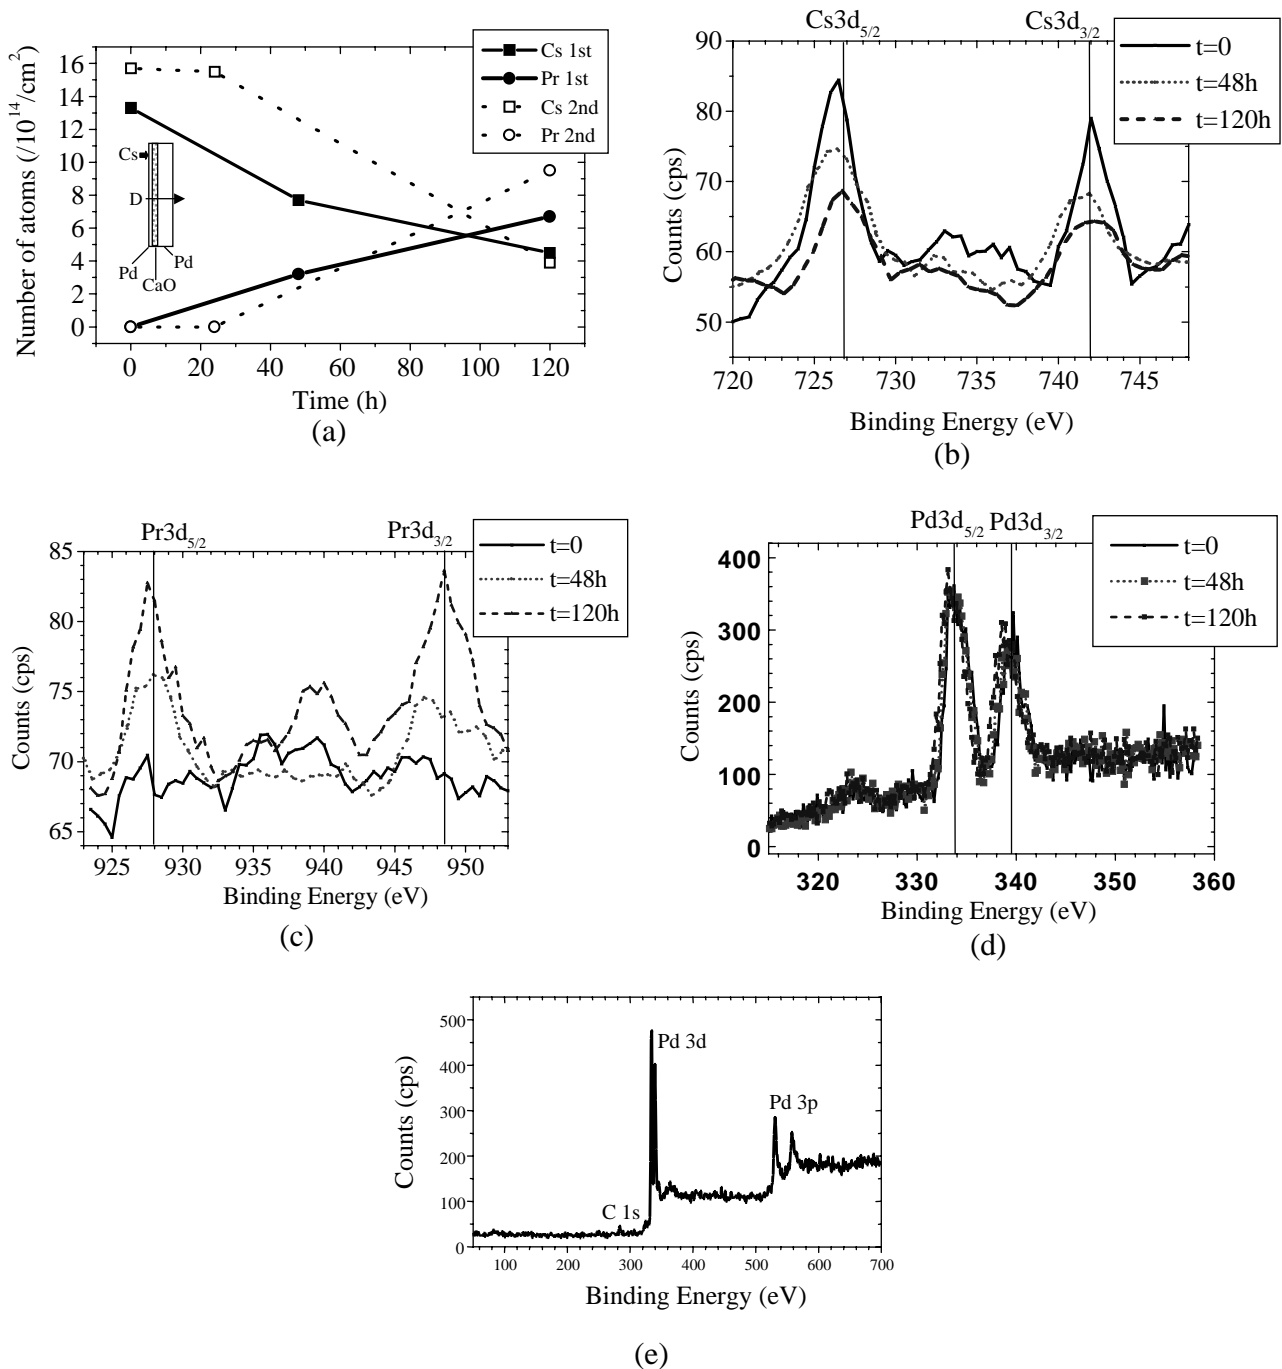 Number of atoms (/10^14/cm^2)
16
14
12
10
8
6
4
2
0
0 20 40 60 80 100 120
Time (h)
Cs 1st
Pr 1st
Cs 2nd
Pr 2nd
Cs
D
Pd Pd
CaO
(a)
Cs3d5/2 Cs3d3/2
t=0
t=48h
t=120h
Counts (cps)
90
80
70
60
50
720 725 730 735 740 745
Binding Energy (eV)
(b)
Pr3d5/2 Pr3d3/2
t=0
t=48h
t=120h
Counts (cps)
85
80
75
70
65
925 930 935 940 945 950
Binding Energy (eV)
(c)
Pd3d5/2 Pd3d3/2
t=0
t=48h
t=120h
Counts (cps)
400
300
200
100
0
320 330 340 350 360
Binding Energy (eV)
(d)
Counts (cps)
500
400
300
200
100
0
Pd 3d
Pd 3p
C 1s
100 200 300 400 500 600 700
Binding Energy (eV)
(e)